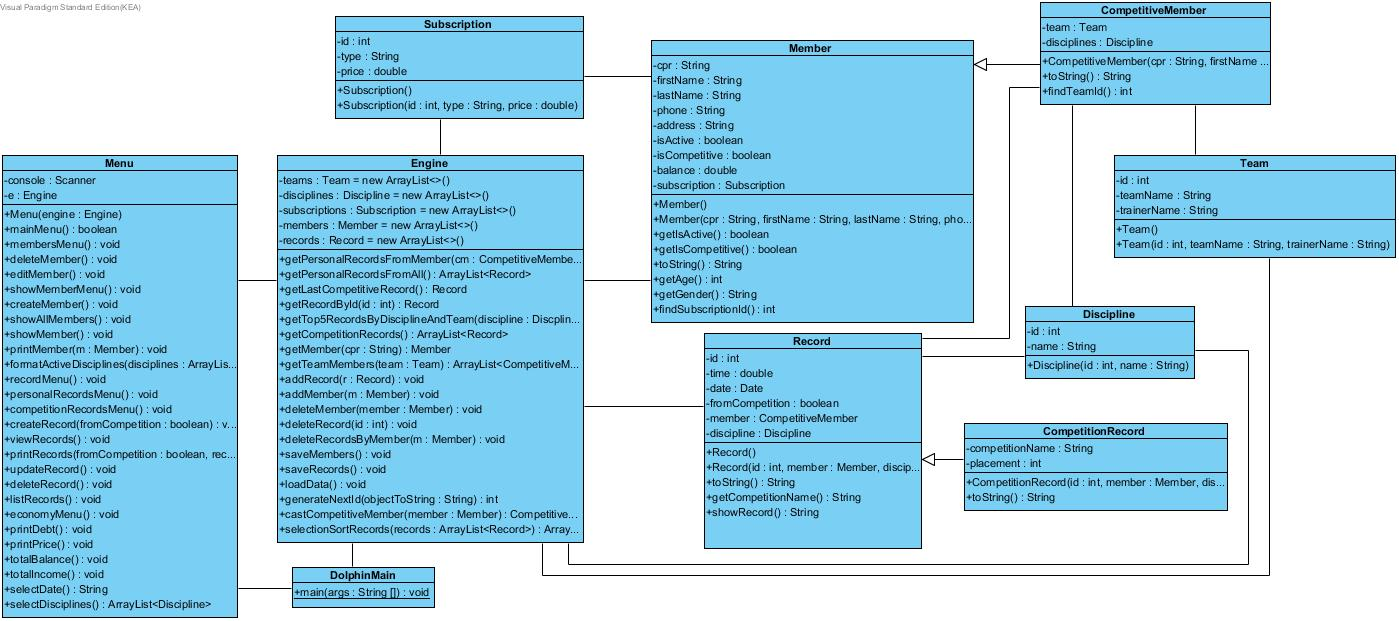 Visual Paradigm Standard Edition(KEA)
Subscription
-id : int
-type : String
-price : double
+Subscription()
+Subscription(id : int, type : String, price : double)
Member
-cpr : String
-firstName : String
-lastName : String
-phone : String
-address : String
-isActive : boolean
-isCompetitive : boolean
-balance : double
-subscription : Subscription
+Member()
+Member(cpr : String, firstName : String, lastName : String, pho...
+getIsActive() : boolean
+getIsCompetitive() : boolean
+toString() : String
+getAge() : int
+getGender() : String
+findSubscriptionId() : int
CompetitiveMember
-team : Team
-disciplines : Discipline
+CompetitiveMember(cpr : String, firstName ...
+toString() : String
+findTeamId() : int
Menu
-console : Scanner
-e : Engine
+Menu(engine : Engine)
+mainMenu() : boolean
+membersMenu() : void
+deleteMember() : void
+editMember() : void
+showMemberMenu() : void
+createMember() : void
+showAllMembers() : void
+showMember() : void
+printMember(m : Member) : void
+formatActiveDisciplines(disciplines : ArrayLis...
+recordMenu() : void
+personalRecordsMenu() : void
+competitionRecordsMenu() : void
+createRecord(fromCompetition : boolean) : v...
+viewRecords() : void
+printRecords(fromCompetition : boolean, rec...
+updateRecord() : void
+deleteRecord() : void
+listRecords() : void
+economyMenu() : void
+printDebt() : void
+printPrice() : void
+totalBalance() : void
+totalIncome() : void
+selectDate() : String
+selectDisciplines() : ArrayList<Discipline>
Engine
-teams : Team = new ArrayList<>()
-disciplines : Discipline = new ArrayList<>()
-subscriptions : Subscription = new ArrayList<>()
-members : Member = new ArrayList<>()
-records : Record = new ArrayList<>()
+getPersonalRecordsFromMember(cm : CompetitiveMembe...
+getPersonalRecordsFromAll() : ArrayList<Record>
+getLastCompetitiveRecord() : Record
+getRecordById(id : int) : Record
+getTop5RecordsByDisciplineAndTeam(discipline : Discplin...
+getCompetitionRecords() : ArrayList<Record>
+getMember(cpr : String) : Member
+getTeamMembers(team : Team) : ArrayList<CompetitiveM...
+addRecord(r : Record) : void
+addMember(m : Member) : void
+deleteMember(member : Member) : void
+deleteRecord(id : int) : void
+deleteRecordsByMember(m : Member) : void
+saveMembers() : void
+saveRecords() : void
+loadData() : void
+generateNextId(objectToString : String) : int
+castCompetitiveMember(member : Member) : Competitive...
+selectionSortRecords(records : ArrayList<Record>) : Array...
Team
-id : int
-teamName : String
-trainerName : String
+Team()
+Team(id : int, teamName : String, trainerName : String)
Discipline
-id : int
-name : String
+Discipline(id : int, name : String)
Record
-id : int
-time : double
-date : Date
-fromCompetition : boolean
-member : CompetitiveMember
-discipline : Discipline
+Record()
+Record(id : int, member : Member, discip...
+toString() : String
+getCompetitionName() : String
+showRecord() : String
CompetitionRecord
-competitionName : String
-placement : int
+CompetitionRecord(id : int, member : Member, dis...
+toString() : String
DolphinMain
+main(args : String []) : void